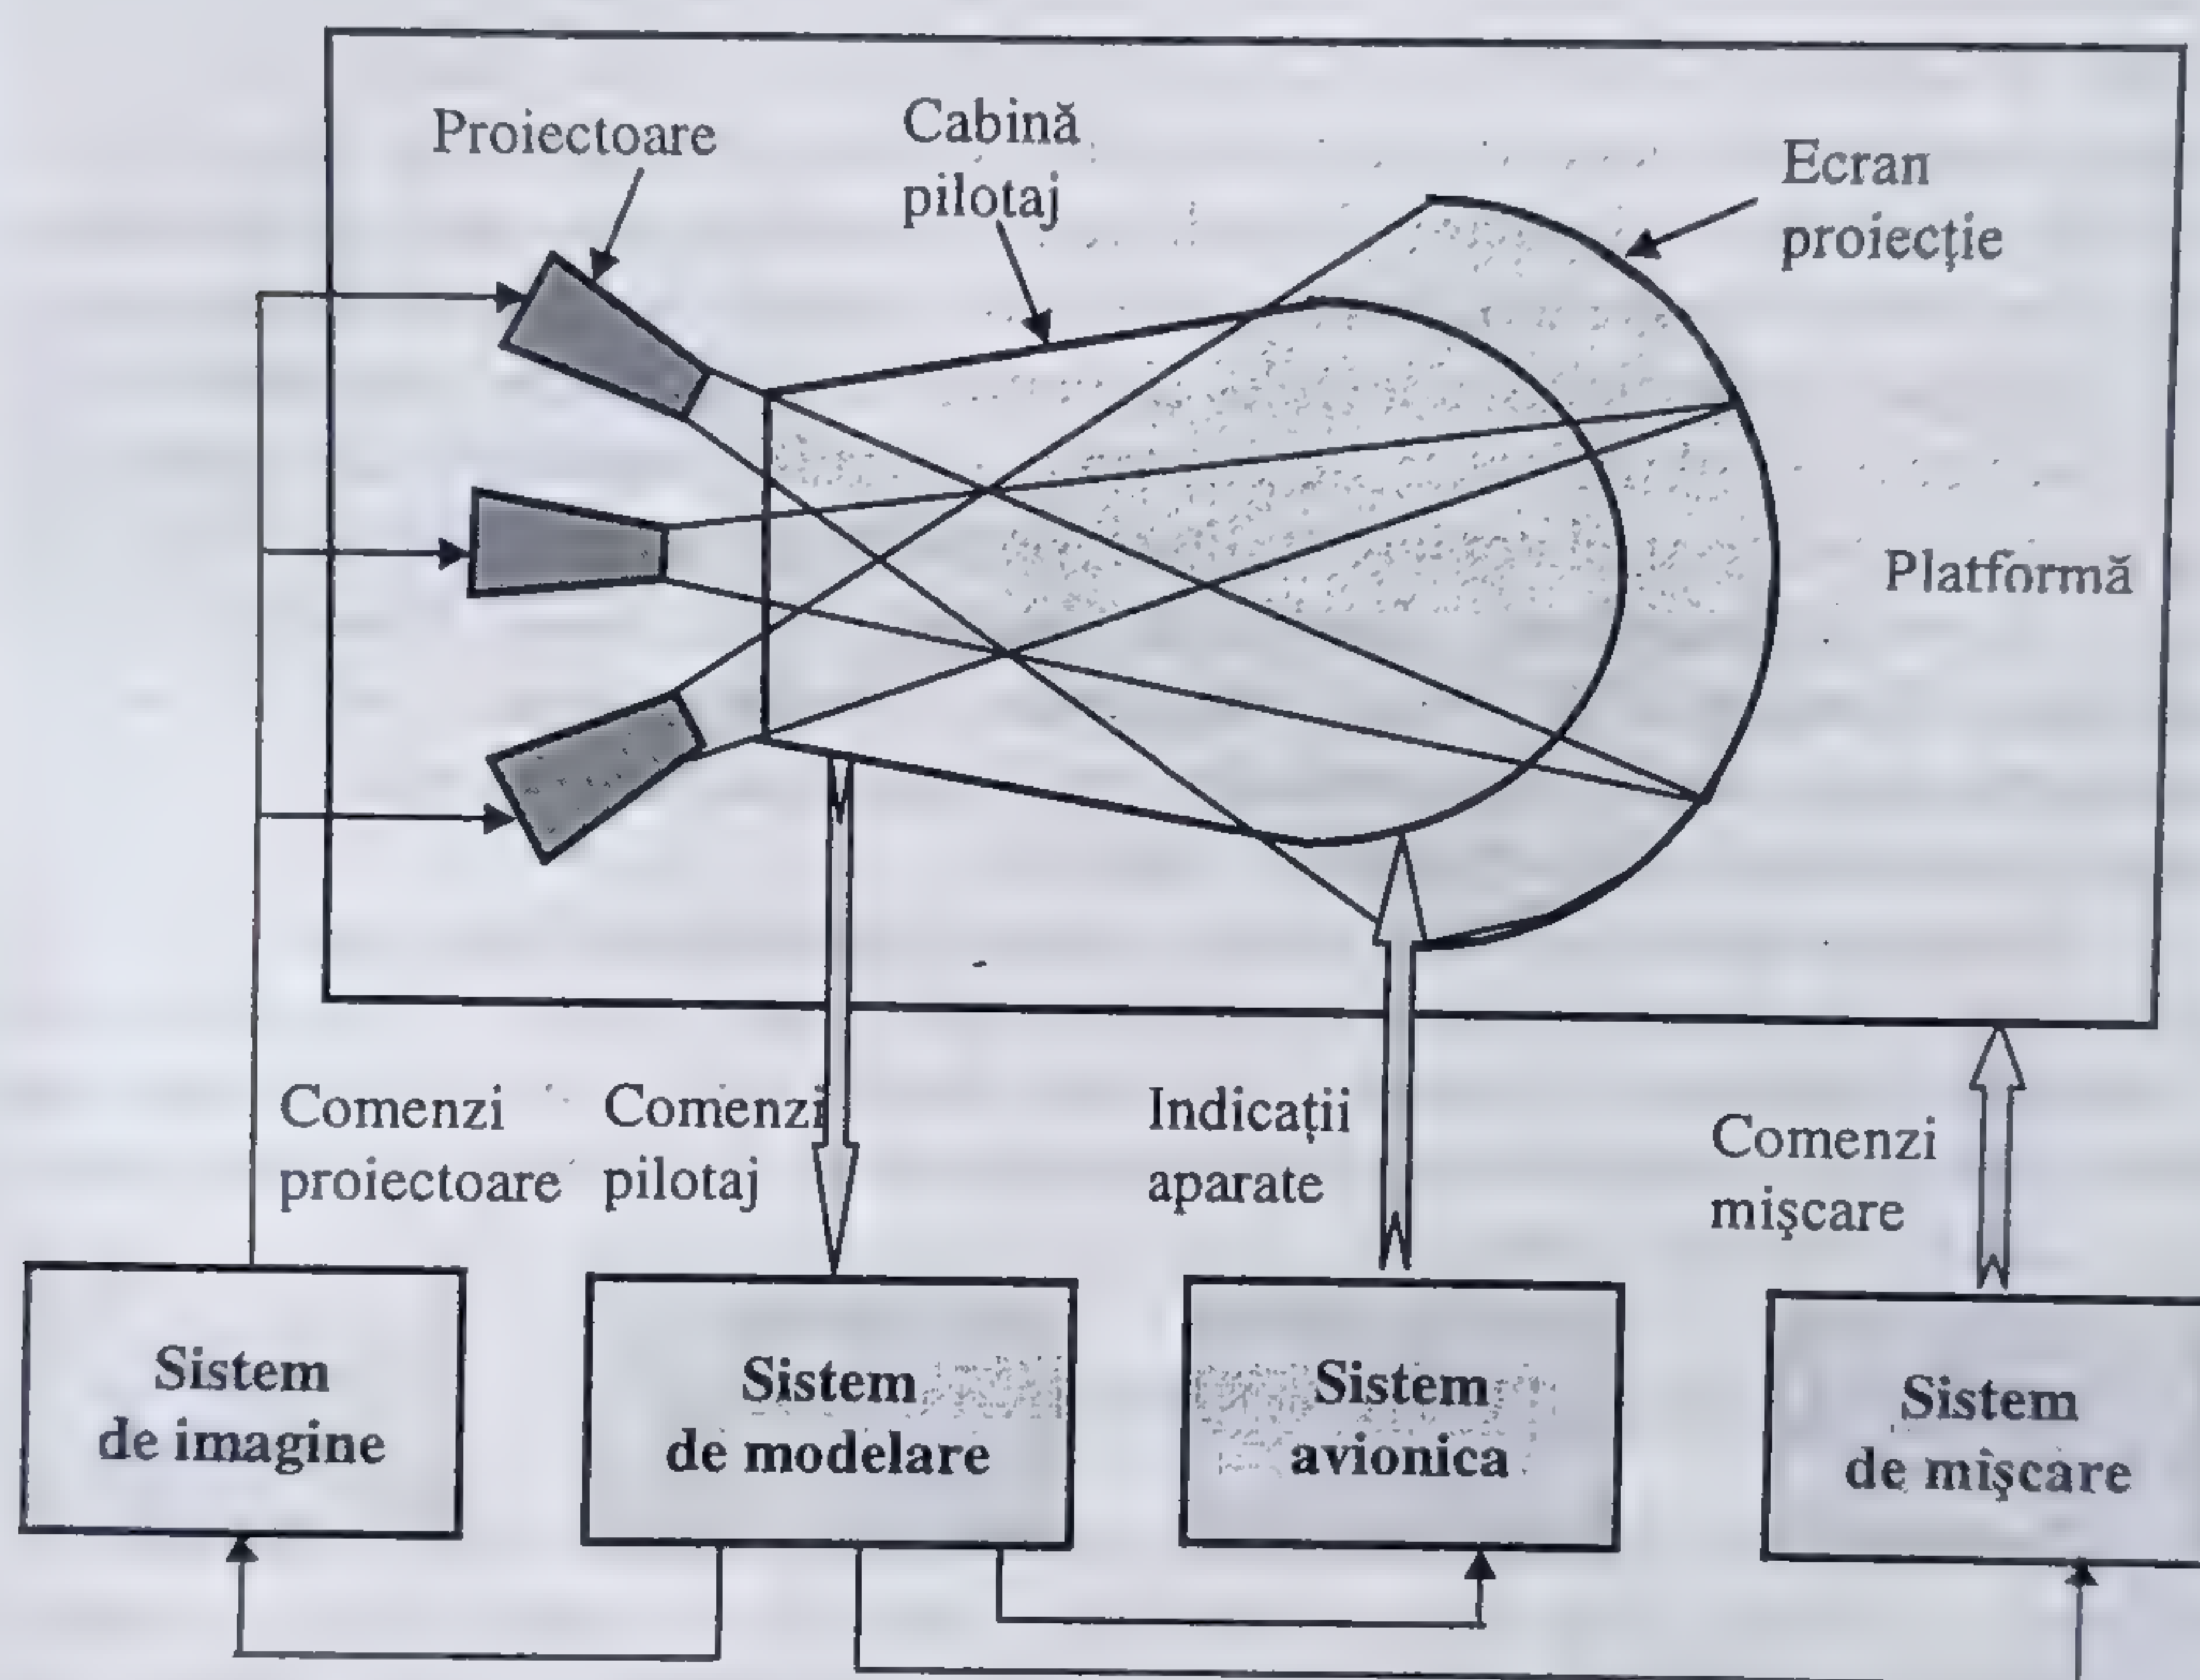 Proiectoare
Cabină
pilotaj
Ecran
proiecţie
Platformă
Comenzi
proiectoare
Comenzi
pilotaj
Indicaţii
aparate
Comenzi
mişcare
Sistem
de imagine
Sistem
de modelare
Sistem
avionica
Sistem
de mişcare